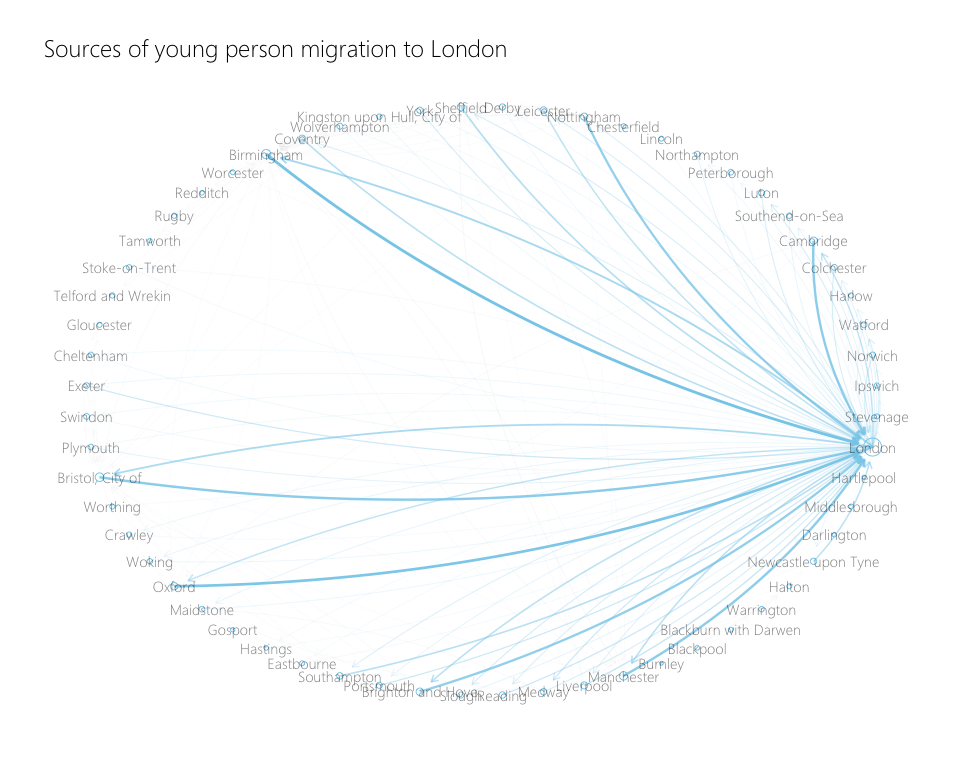 Sources of young person migration to London
York
Sheffield
Derby
Leicester
Nottingham
Kingston upon Hull, City of
Wolverhampton
Chesterfield
Coventry
Lincoln
Birmingham
Northampton
Worcester
Peterborough
Redditch
Luton
Rugby
Southend-on-Sea
Tamworth
Cambridge
Stoke-on-Trent
Colchester
Telford and Wrekin
Harlow
Gloucester
Watford
Cheltenham
Norwich
Exeter
Ipswich
Swindon
Stevenage
Plymouth
London
Bristol, City of
Hartlepool
Worthing
Middlesbrough
Crawley
Darlington
Woking
Newcastle upon Tyne
Oxford
Halton
Maidstone
Warrington
Gosport
Blackburn with Darwen
Hastings
Blackpool
Eastbourne
Burnley
Southampton
Manchester
Portsmouth
Liverpool
Brighton and Hove
Slough
Reading
Medway